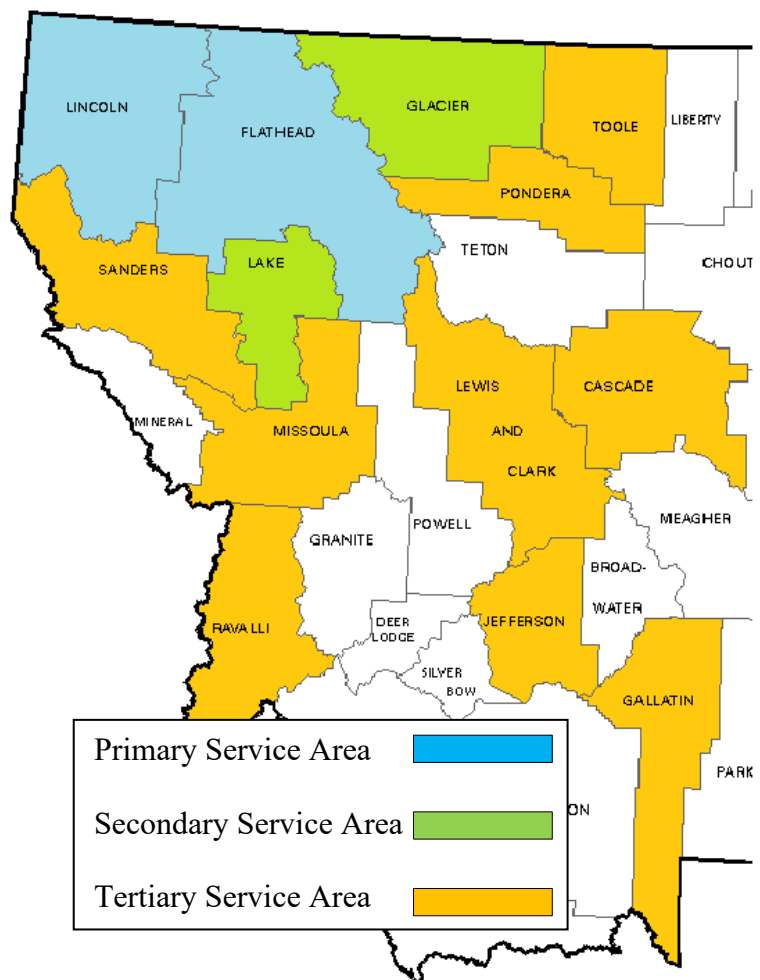 LINCOLN
FLATHEAD
GLACIER
TOOLE
LIBERTY
PONDERA
TETON
CHOUT
SANDERS
LAKE
MINERAL
MISSOULA
LEWIS
AND
CLARK
CASCADE
MEAGHER
GRANITE
POWELL
BROAD-
WATER
RAVALLI
DEER
LODGE
JEFFERSON
SILVER
BOW
GALLATIN
PARK
ON
Primary Service Area
Secondary Service Area
Tertiary Service Area